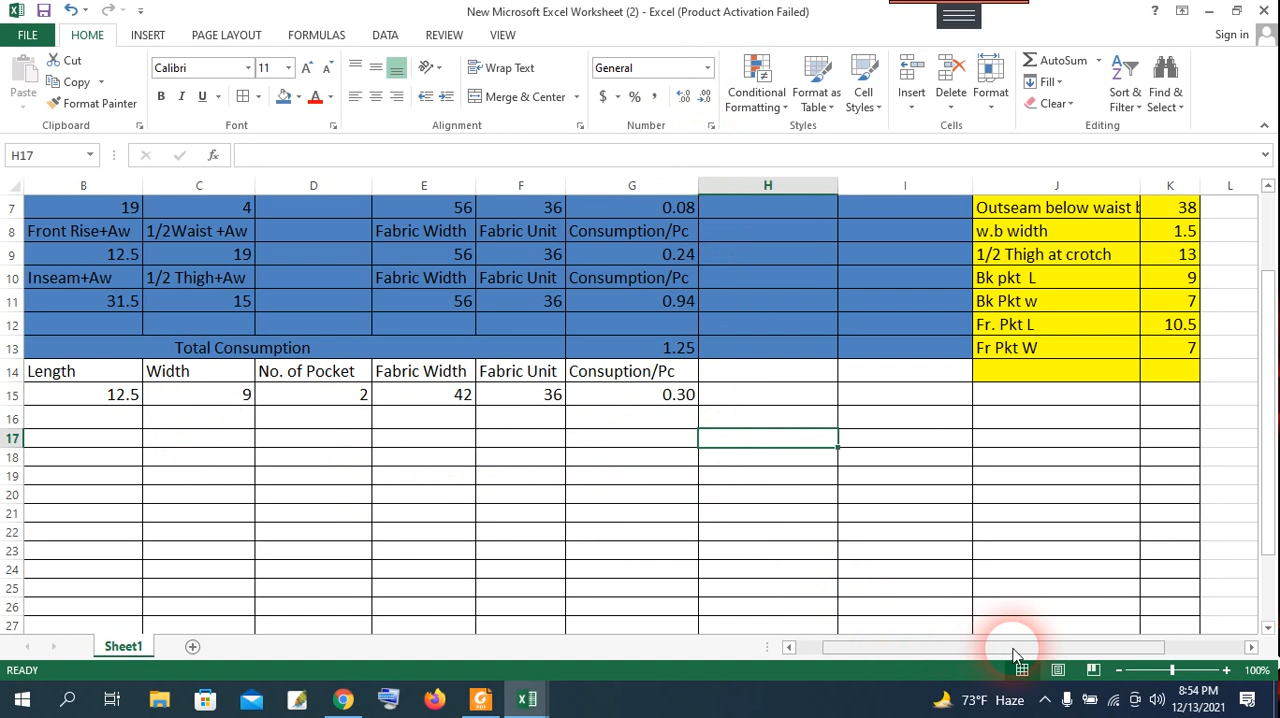 New Microsoft Excel Worksheet (2) - Excel (Product Activation Failed)
?
FILE HOME INSERT PAGE LAYOUT FORMULAS DATA REVIEW VIEW Sign in
Paste
Cut
Copy
Format Painter
Clipboard
Calibri 11
B I U
Font
Wrap Text
Merge & Center
Alignment
General
$ % ,
Number
Conditional Formatting
Format as Table
Cell Styles
Styles
Insert
Delete
Format
Cells
AutoSum
Fill
Clear
Sort & Filter
Find & Select
Editing
H17 fx
B C D E F G H I J K L
7 19 4 56 36 0.08 Outseam below waist b 38
8 Front Rise+Aw 1/2Waist +Aw Fabric Width Fabric Unit Consumption/Pc w.b width 1.5
9 12.5 19 56 36 0.24 1/2 Thigh at crotch 13
10 Inseam+Aw 1/2 Thigh+Aw Fabric Width Fabric Unit Consumption/Pc Bk pkt L 9
11 31.5 15 56 36 0.94 Bk Pkt w 7
12 Fr. Pkt L 10.5
13 Total Consumption 1.25 Fr Pkt W 7
14 Length Width No. of Pocket Fabric Width Fabric Unit Consuption/Pc
15 12.5 9 2 42 36 0.30
16
17
18
19
20
21
22
23
24
25
26
27
Sheet1
READY 100%
73°F Haze 8:54 PM
12/13/2021